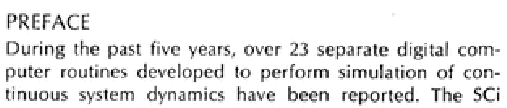 PREFACE
During the past five years, over 23 separate digital com-
puter routines developed to perform simulation of con-
tinuous system dynamics have been reported. The SCi